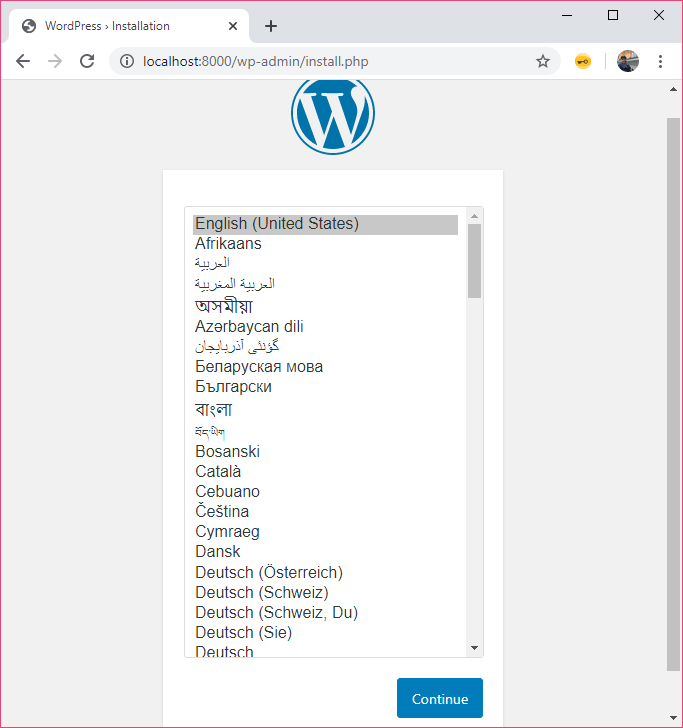 WordPress › Installation
localhost:8000/wp-admin/install.php
English (United States)
Afrikaans
العربية
العربية المغربية
অসমীয়া
Azərbaycan dili
گؤنئی آذربایجان
Беларуская мова
Български
বাংলা
བོད་ཡིག
Bosanski
Català
Cebuano
Čeština
Cymraeg
Dansk
Deutsch (Österreich)
Deutsch (Schweiz)
Deutsch (Schweiz, Du)
Deutsch (Sie)
Deutsch
Continue